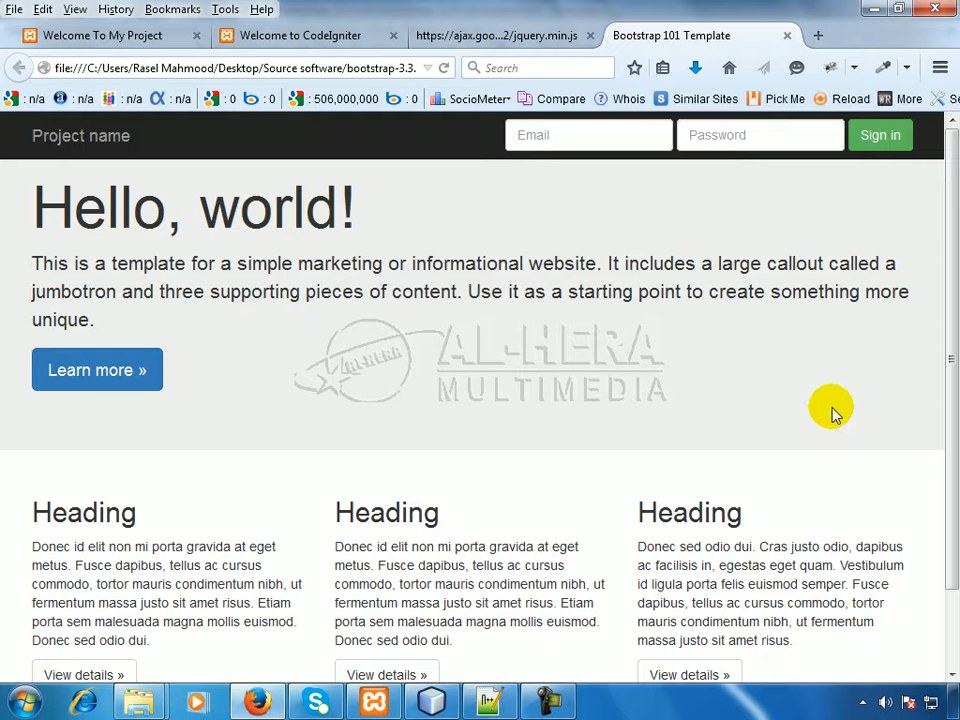 File Edit View History Bookmarks Tools Help
Welcome To My Project Welcome to CodeIgniter https://ajax.goo...2/jquery.min.js Bootstrap 101 Template
file:///C:/Users/Rasel Mahmood/Desktop/Source software/bootstrap-3.3. Search
: n/a : n/a : n/a : n/a : 0 : 0 : 506,000,000 : 0 SocioMeter Compare Whois Similar Sites Pick Me Reload More Se
Project name Email Password Sign in
Hello, world!
This is a template for a simple marketing or informational website. It includes a large callout called a
jumbotron and three supporting pieces of content. Use it as a starting point to create something more
unique.
Learn more »
AL-HERA
AL-HERA
MULTIMEDIA
Heading
Donec id elit non mi porta gravida at eget
metus. Fusce dapibus, tellus ac cursus
commodo, tortor mauris condimentum nibh, ut
fermentum massa justo sit amet risus. Etiam
porta sem malesuada magna mollis euismod.
Donec sed odio dui.
View details »
Heading
Donec id elit non mi porta gravida at eget
metus. Fusce dapibus, tellus ac cursus
commodo, tortor mauris condimentum nibh, ut
fermentum massa justo sit amet risus. Etiam
porta sem malesuada magna mollis euismod.
Donec sed odio dui.
View details »
Heading
Donec sed odio dui. Cras justo odio, dapibus
ac facilisis in, egestas eget quam. Vestibulum
id ligula porta felis euismod semper. Fusce
dapibus, tellus ac cursus commodo, tortor
mauris condimentum nibh, ut fermentum
massa justo sit amet risus.
View details »